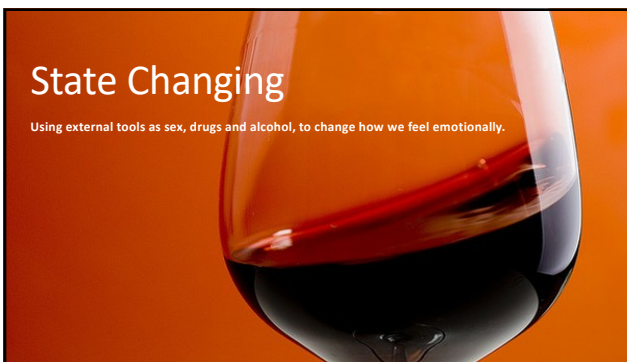 State Changing
Using external tools as sex, drugs and alcohol, to change how we feel emotionally.